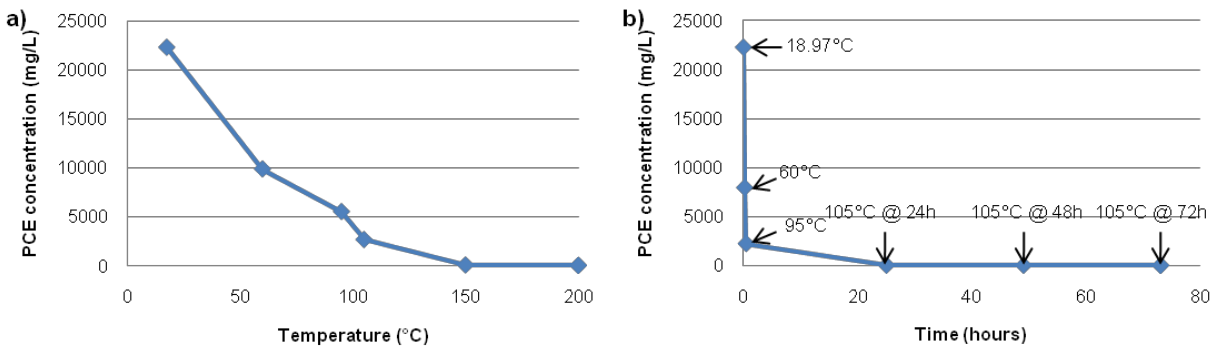 a)
PCE concentration (mg/L)
25000
20000
15000
10000
5000
0
0 50 100 150 200
Temperature (°C)
b)
PCE concentration (mg/L)
25000
20000
15000
10000
5000
0
18.97°C
60°C
95°C
105°C @ 24h
105°C @ 48h
105°C @ 72h
0 20 40 60 80
Time (hours)